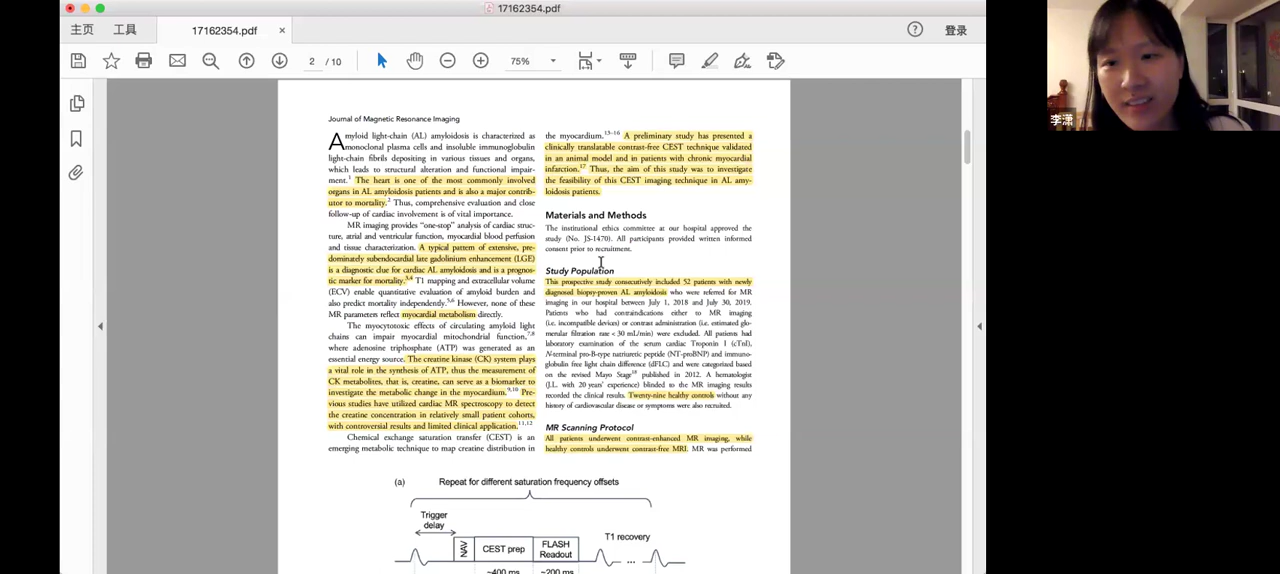 17162354.pdf
主页
工具
17162354.pdf
×
登录
2 / 10
75%
Journal of Magnetic Resonance Imaging
Amyloid light-chain (AL) amyloidosis is characterized as
monoclonal plasma cells and insoluble immunoglobulin
light-chain fibrils depositing in various tissues and organs,
which leads to structural alteration and functional impair-
ment.1 The heart is one of the most commonly involved
organs in AL amyloidosis patients and is also a major contrib-
utor to mortality.2 Thus, comprehensive evaluation and close
follow-up of cardiac involvement is of vital importance.
MR imaging provides “one-stop” analysis of cardiac struc-
ture, atrial and ventricular function, myocardial blood perfusion
and tissue characterization. A typical pattern of extensive, pre-
dominately subendocardial late gadolinium enhancement (LGE)
is a diagnostic clue for cardiac AL amyloidosis and is a prognos-
tic marker for mortality.3,4 T1 mapping and extracellular volume
(ECV) enable quantitative evaluation of amyloid burden and
also predict mortality independently.5,6 However, none of these
MR parameters reflect myocardial metabolism directly.
The myocytotoxic effects of circulating amyloid light
chains can impair myocardial mitochondrial function,7,8
where adenosine triphosphate (ATP) was generated as an
essential energy source. The creatine kinase (CK) system plays
a vital role in the synthesis of ATP, thus the measurement of
CK metabolites, that is, creatine, can serve as a biomarker to
investigate the metabolic change in the myocardium.9,10 Pre-
vious studies have utilized cardiac MR spectroscopy to detect
the creatine concentration in relatively small patient cohorts,
with controversial results and limited clinical application.11,12
Chemical exchange saturation transfer (CEST) is an
emerging metabolic technique to map creatine distribution in
the myocardium.13–16 A preliminary study has presented a
clinically translatable contrast-free CEST technique validated
in an animal model and in patients with chronic myocardial
infarction.17 Thus, the aim of this study was to investigate
the feasibility of this CEST imaging technique in AL amy-
loidosis patients.
Materials and Methods
The institutional ethics committee at our hospital approved the
study (No. JS-1470). All participants provided written informed
consent prior to recruitment.
Study Population
This prospective study consecutively included 52 patients with newly
diagnosed biopsy-proven AL amyloidosis who were referred for MR
imaging in our hospital between July 1, 2018 and July 30, 2019.
Patients who had contraindications either to MR imaging
(i.e. incompatible devices) or contrast administration (i.e. estimated glo-
merular filtration rate < 30 mL/min) were excluded. All patients had
laboratory examination of the serum cardiac Troponin I (cTnI),
N-terminal pro-B-type natriuretic peptide (NT-proBNP) and immuno-
globulin free light chain difference (dFLC) and were categorized based
on the revised Mayo Stage18 published in 2012. A hematologist
(J.L. with 20 years’ experience) blinded to the MR imaging results
recorded the clinical results. Twenty-nine healthy controls without any
history of cardiovascular disease or symptoms were also recruited.
MR Scanning Protocol
All patients underwent contrast-enhanced MR imaging, while
healthy controls underwent contrast-free MRI. MR was performed
(a) Repeat for different saturation frequency offsets
Trigger
delay
NAV
CEST prep
FLASH
Readout
T1 recovery
...
~400 ms
~200 ms
李潇